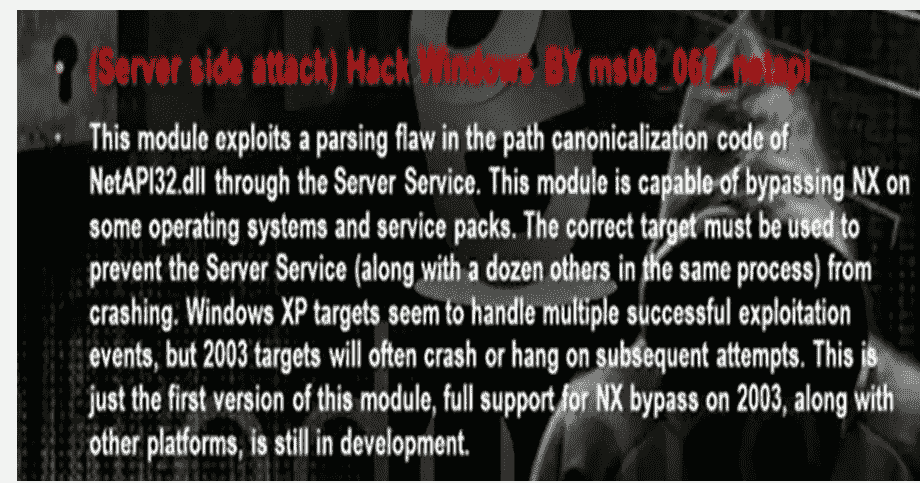 (Server side attack) Hack Windows BY ms08_067_netapi
This module exploits a parsing flaw in the path canonicalization code of
NetAPI32.dll through the Server Service. This module is capable of bypassing NX on
some operating systems and service packs. The correct target must be used to
prevent the Server Service (along with a dozen others in the same process) from
crashing. Windows XP targets seem to handle multiple successful exploitation
events, but 2003 targets will often crash or hang on subsequent attempts. This is
just the first version of this module, full support for NX bypass on 2003, along with
other platforms, is still in development.